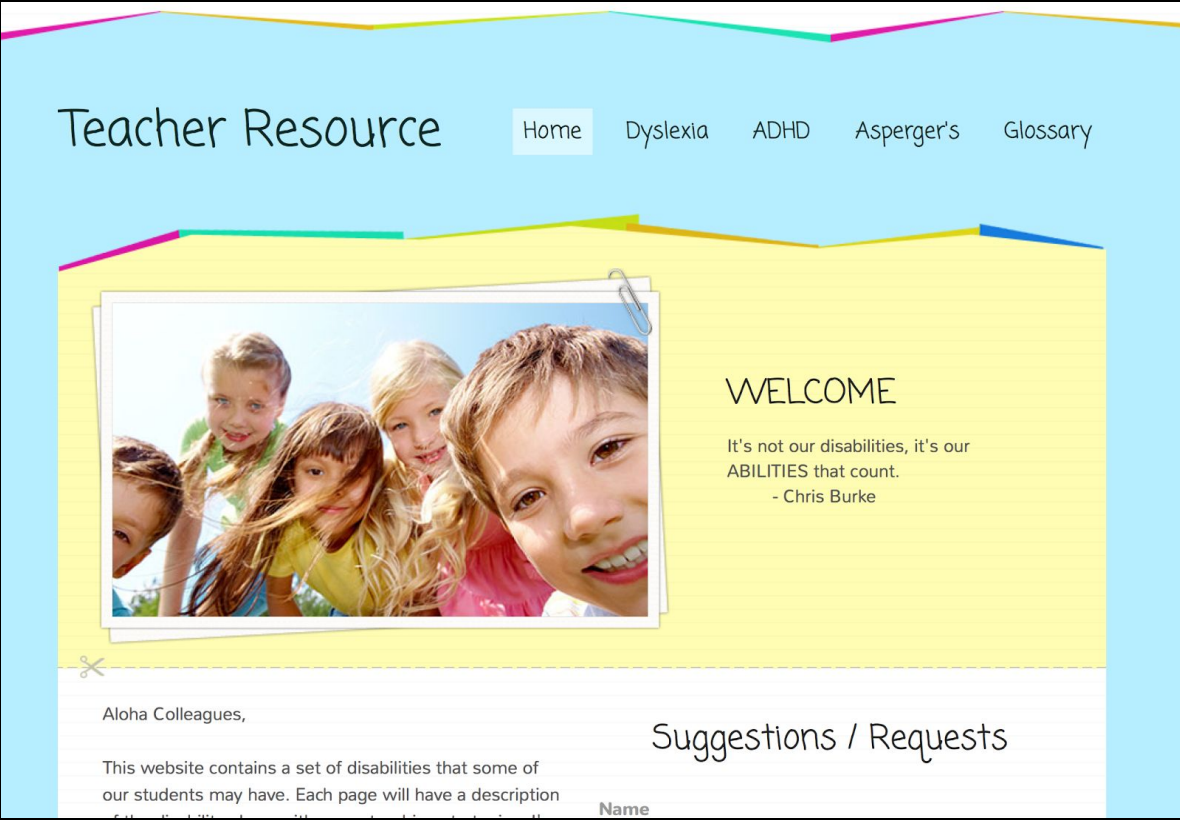 Teacher Resource
Home Dyslexia ADHD Asperger's Glossary
WELCOME
It's not our disabilities, it's our
ABILITIES that count.
- Chris Burke
Aloha Colleagues,
This website contains a set of disabilities that some of
our students may have. Each page will have a description
Suggestions / Requests
Name